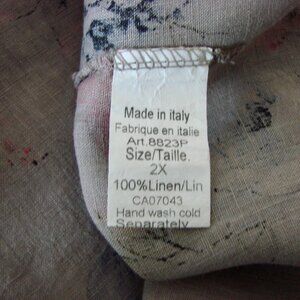 Made in italy
Fabrique en italie
Art.8823P
Size/Taille.
2X
100%Linen/Lin
CA07043
Hand wash cold
Separately